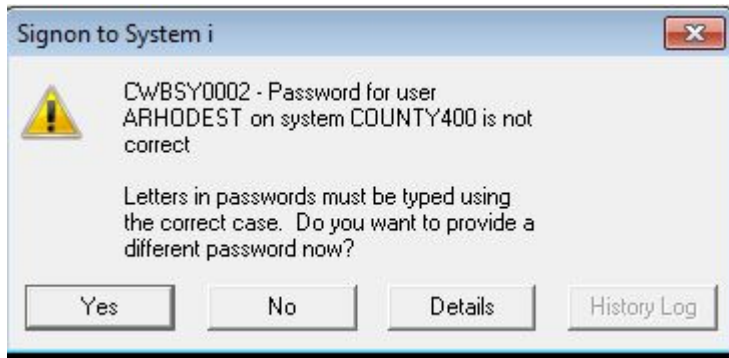 Signon to System i
CWBSY0002 - Password for user
ARHODEST on system COUNTY400 is not
correct
Letters in passwords must be typed using
the correct case. Do you want to provide a
different password now?
Yes No Details History Log